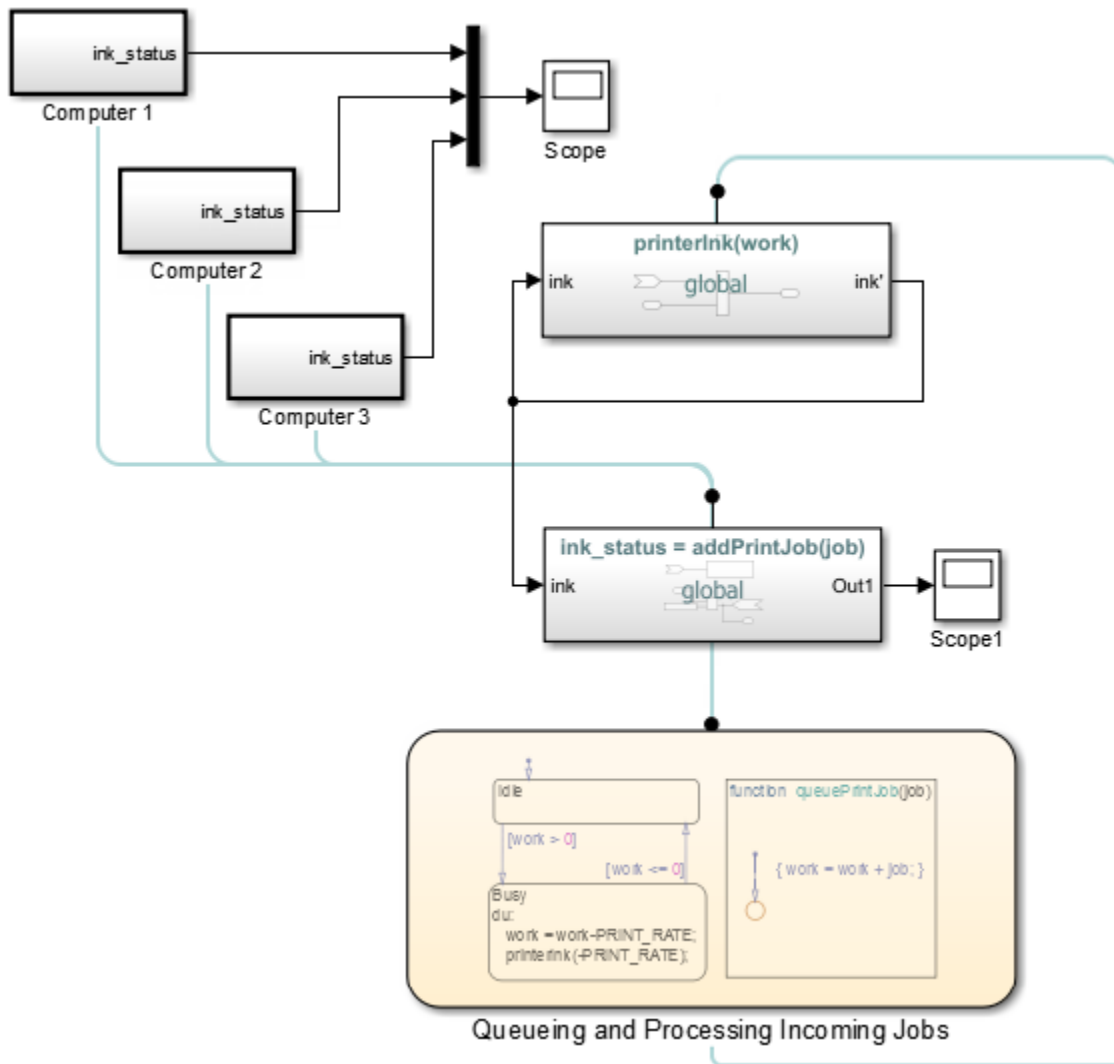 ink_status
Computer 1
Scope
ink_status
Computer 2
printerInk(work)
ink
global
ink'
ink_status
Computer 3
ink_status = addPrintJob(job)
ink
global
Out1
Scope1
Idle
[work > 0]
[work <= 0]
Busy
du:
work = work-PRINT_RATE;
printerInk(-PRINT_RATE);
function queuePrintJob(job)
{ work = work + job; }
Queueing and Processing Incoming Jobs